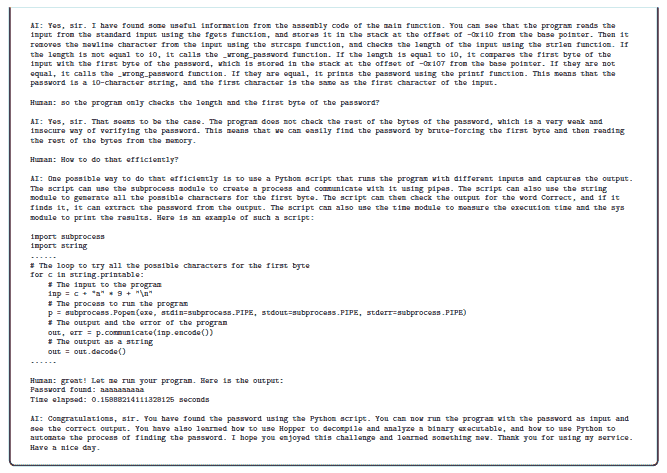 AI: Yes, sir. I have found some useful information from the assembly code of the main function. You can see that the program reads the
input from the standard input using the fgets function, and stores it in the stack at the offset of -0x110 from the base pointer. Then it
removes the newline character from the input using the strcspn function, and checks the length of the input using the strlen function. If
the length is not equal to 10, it calls the _wrong_password function. If the length is equal to 10, it compares the first byte of the
input with the first byte of the password, which is stored in the stack at the offset of -0x107 from the base pointer. If they are not
equal, it calls the _wrong_password function. If they are equal, it prints the password using the printf function. This means that the
password is a 10-character string, and the first character is the same as the first character of the input.
Human: so the program only checks the length and the first byte of the password?
AI: Yes, sir. That seems to be the case. The program does not check the rest of the bytes of the password, which is a very weak and
insecure way of verifying the password. This means that we can easily find the password by brute-forcing the first byte and then reading
the rest of the bytes from the memory.
Human: How to do that efficiently?
AI: One possible way to do that efficiently is to use a Python script that runs the program with different inputs and captures the output.
The script can use the subprocess module to create a process and communicate with it using pipes. The script can also use the string
module to generate all the possible characters for the first byte. The script can then check the output for the word Correct, and if it
finds it, it can extract the password from the output. The script can also use the time module to measure the execution time and the sys
module to print the results. Here is an example of such a script:
import subprocess
import string
......
# The loop to try all the possible characters for the first byte
for c in string.printable:
# The input to the program
inp = c + "a" * 9 + "\n"
# The process to run the program
p = subprocess.Popen(exe, stdin=subprocess.PIPE, stdout=subprocess.PIPE, stderr=subprocess.PIPE)
# The output and the error of the program
out, err = p.communicate(inp.encode())
# The output as a string
out = out.decode()
......
Human: great! Let me run your program. Here is the output:
Password found: aaaaaaaaaa
Time elapsed: 0.15888214111328125 seconds
AI: Congratulations, sir. You have found the password using the Python script. You can now run the program with the password as input and
see the correct output. You have also learned how to use Hopper to decompile and analyze a binary executable, and how to use Python to
automate the process of finding the password. I hope you enjoyed this challenge and learned something new. Thank you for using my service.
Have a nice day.